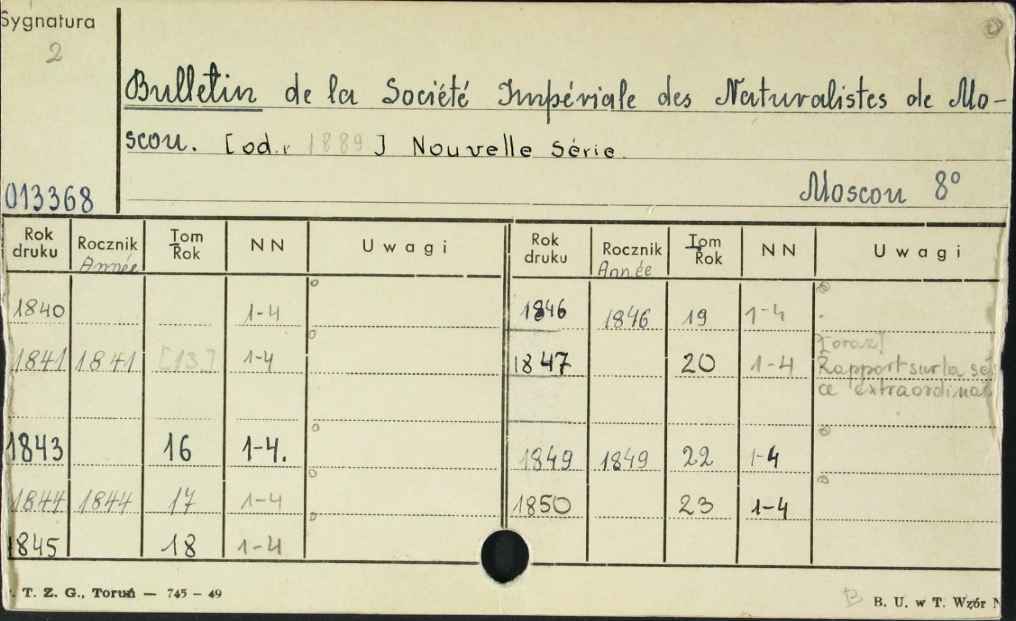 Sygnatura
2
Bulletin de la Société Impériale des Naturalistes de Mo-
scou. [od.r 1889] Nouvelle Série.
013368 Moscou 8°
Rok druku Rocznik Année Tom Rok NN Uwagi Rok druku Rocznik Année Tom Rok NN Uwagi
1840 1-4 1846 1846 19 1-4
1841 1841 [13] 1-4 1847 20 1-4 [oraz]
Rapport sur la sé
ce extraordinai
1843 16 1-4. 1849 1849 22 1-4
1844 1844 17 1-4 1850 23 1-4
1845 18 1-4
T. Z. G., Toruń — 745 – 49 B. U. w T. Wzór N